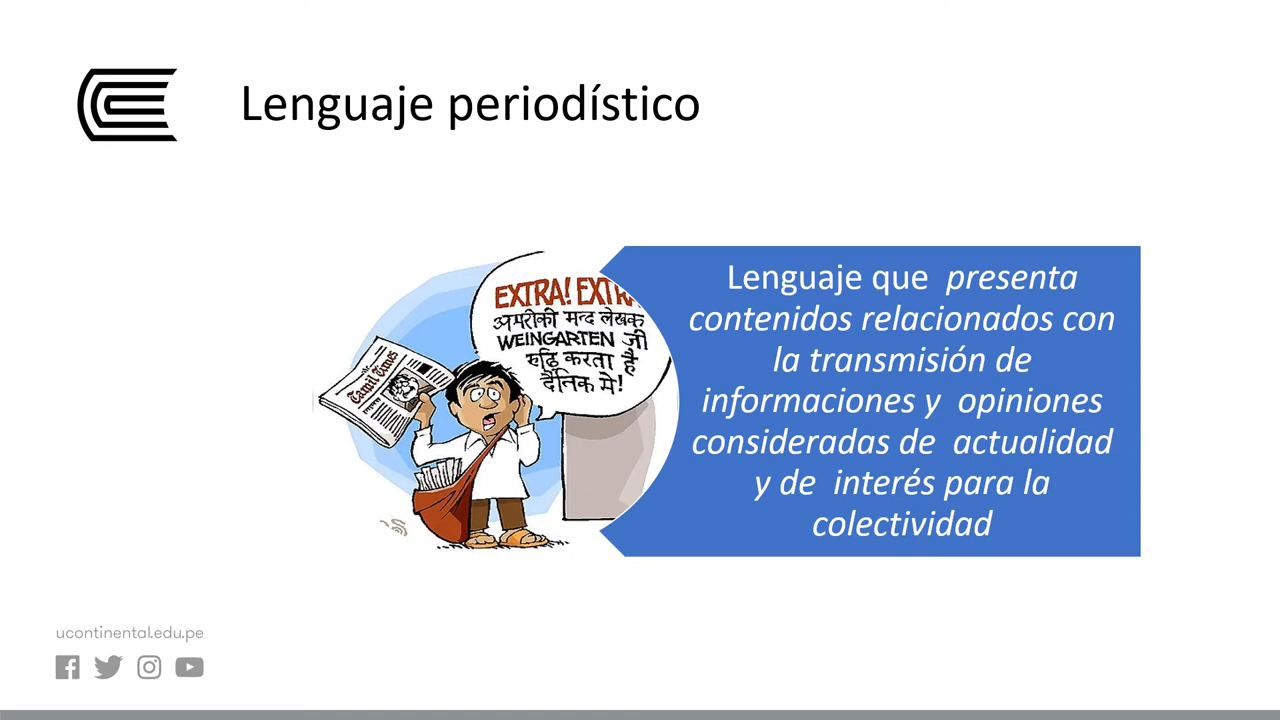 Lenguaje periodístico
EXTRA! EXTRA
अमरीकी मन्द लेखक
WEINGARTEN जी
रूढ़ि करता है
दैनिक मे!
Tamil Times
Lenguaje que presenta
contenidos relacionados con
la transmisión de
informaciones y opiniones
consideradas de actualidad
y de interés para la
colectividad
ucontinental.edu.pe